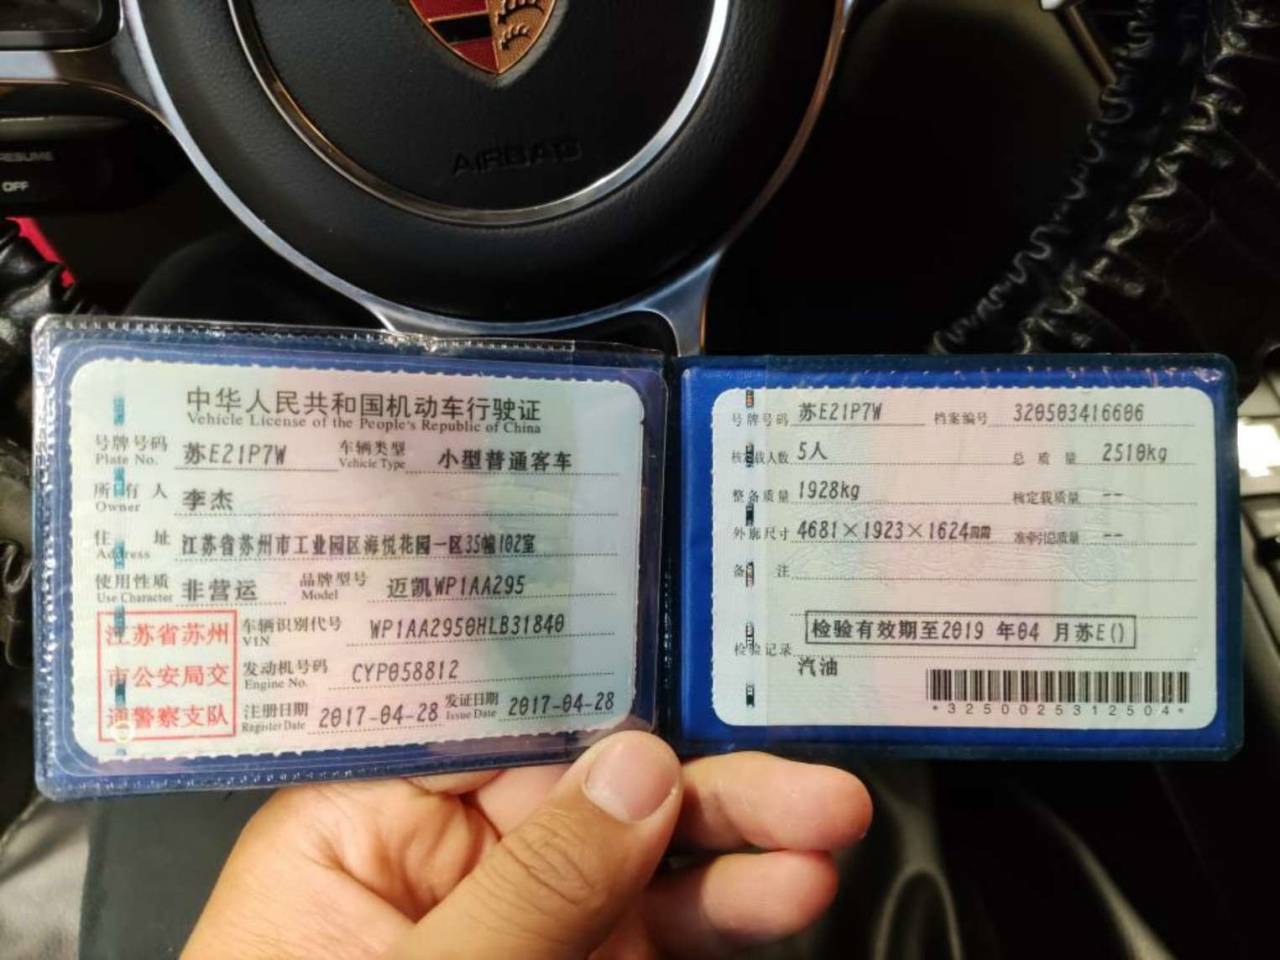 AIRBAG
RESUME
OFF
中华人民共和国机动车行驶证
Vehicle License of the People's Republic of China
号牌号码 苏E21P7W 车辆类型 小型普通客车
Plate No. Vehicle Type
所有人 李杰
Owner
住址 江苏省苏州市工业园区海悦花园一区35幢102室
Address
使用性质 非营运 品牌型号 迈凯WP1AA295
Use Character Model
江苏省苏州
市公安局交
通警察支队
车辆识别代号 WP1AA2950HLB31840
VIN
发动机号码 CYP058812
Engine No.
注册日期 2017-04-28 发证日期 2017-04-28
Register Date Issue Date
号牌号码 苏E21P7W 档案编号 320503416606
核定载人数 5人 总质量 2510kg
整备质量 1928kg 核定载质量 --
外廓尺寸 4681×1923×1624mm 准牵引总质量 --
备注
检验有效期至2019 年04 月苏E()
检验记录
汽油
*3250025312504*